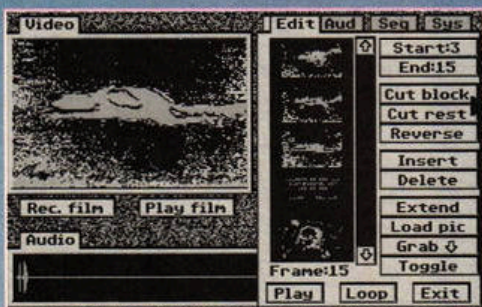 Video
Rec. film
Play film
Audio
Edit
Aud
Seq
Sys
Start:3
End:15
Cut block
Cut rest
Reverse
Insert
Delete
Extend
Load pic
Grab
Toggle
Frame:15
Play
Loop
Exit